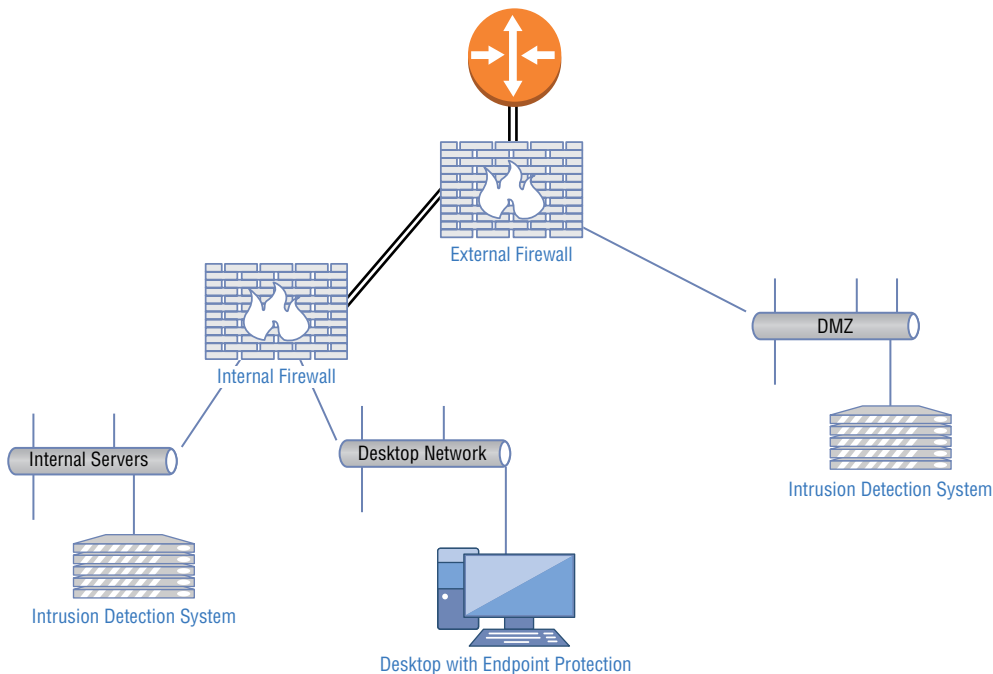 External Firewall
DMZ
Internal Firewall
Internal Servers
Desktop Network
Intrusion Detection System
Intrusion Detection System
Desktop with Endpoint Protection